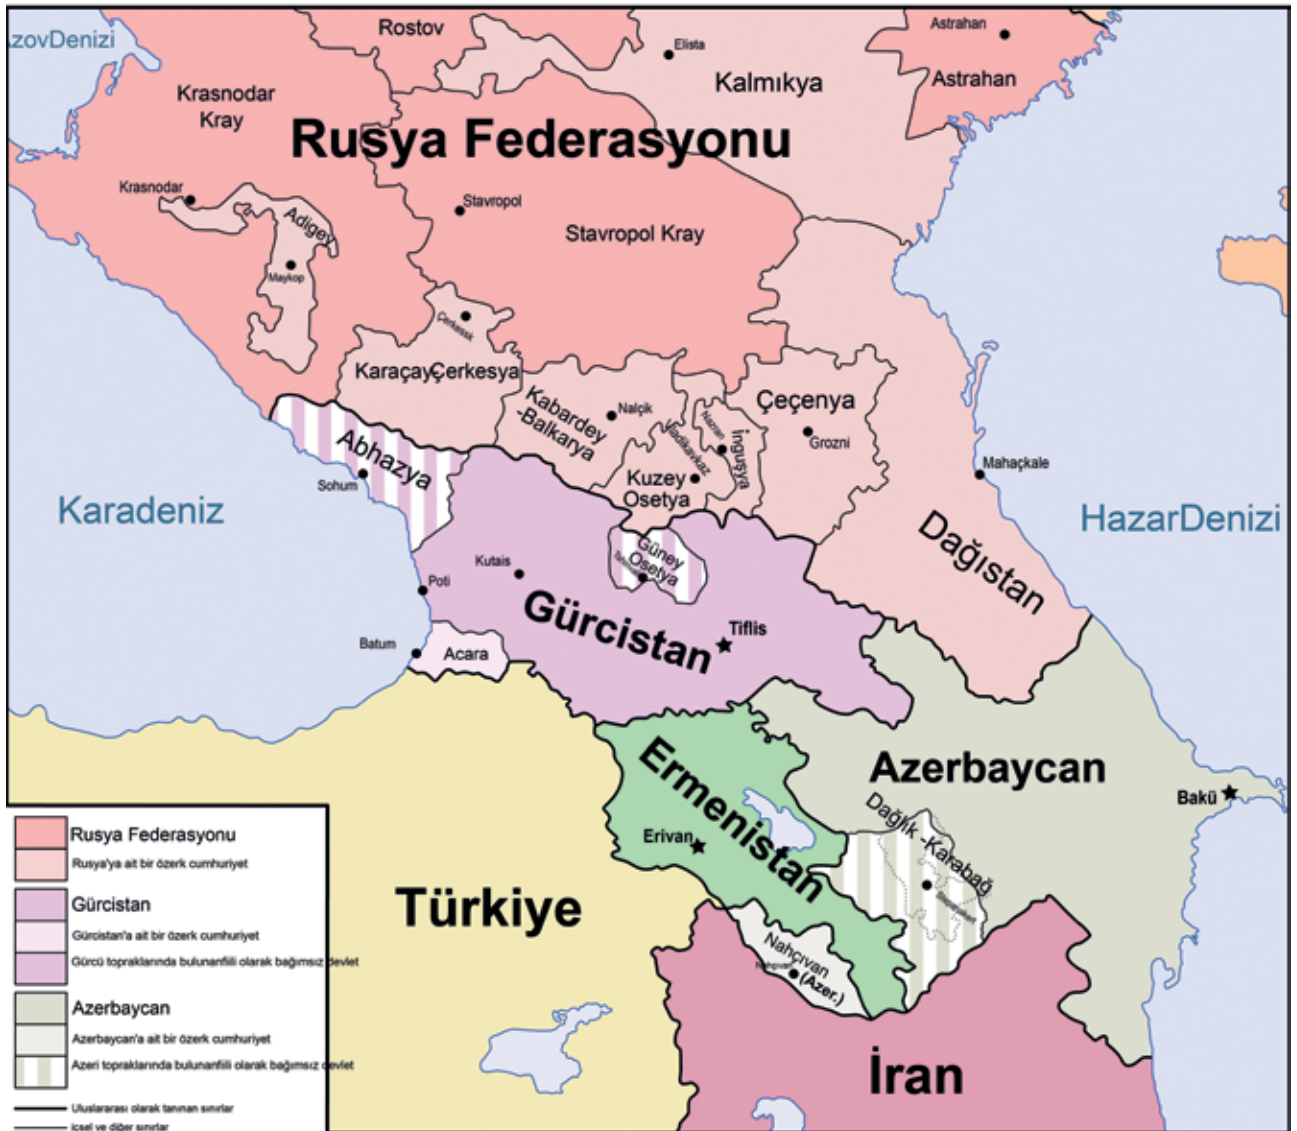 Rostov
Astrahan
zovDenizi
Elista
Astrahan
Kalmıkya
Krasnodar
Kray
Rusya Federasyonu
Krasnodar
Stavropol
Adigey
Stavropol Kray
Maykop
Çerkessk
KaraçayÇerkesya
Kabardey
-Balkarya
Nalçik
Nazran
Vladikavkaz
İnguşya
Çeçenya
Grozni
Kuzey
Osetya
Mahaçkale
Abhazya
Sohum
Karadeniz
HazarDenizi
Dağıstan
Güney
Osetya
Kutais
Poti
Gürcistan
Tiflis
Batum
Acara
Ermenistan
Azerbaycan
Bakü
Dağlık -Karabağ
Erivan
Türkiye
Nahçıvan
Nahçıvan
(Azer.)
İran
Rusya Federasyonu
Rusya'ya ait bir özerk cumhuriyet
Gürcistan
Gürcistan'a ait bir özerk cumhuriyet
Gürcü topraklarında bulunanfiili olarak bağımsız devlet
Azerbaycan
Azerbaycan'a ait bir özerk cumhuriyet
Azeri topraklarında bulunanfiili olarak bağımsız devlet
Uluslararası olarak tanınan sınırlar
içsel ve diğer sınırlar